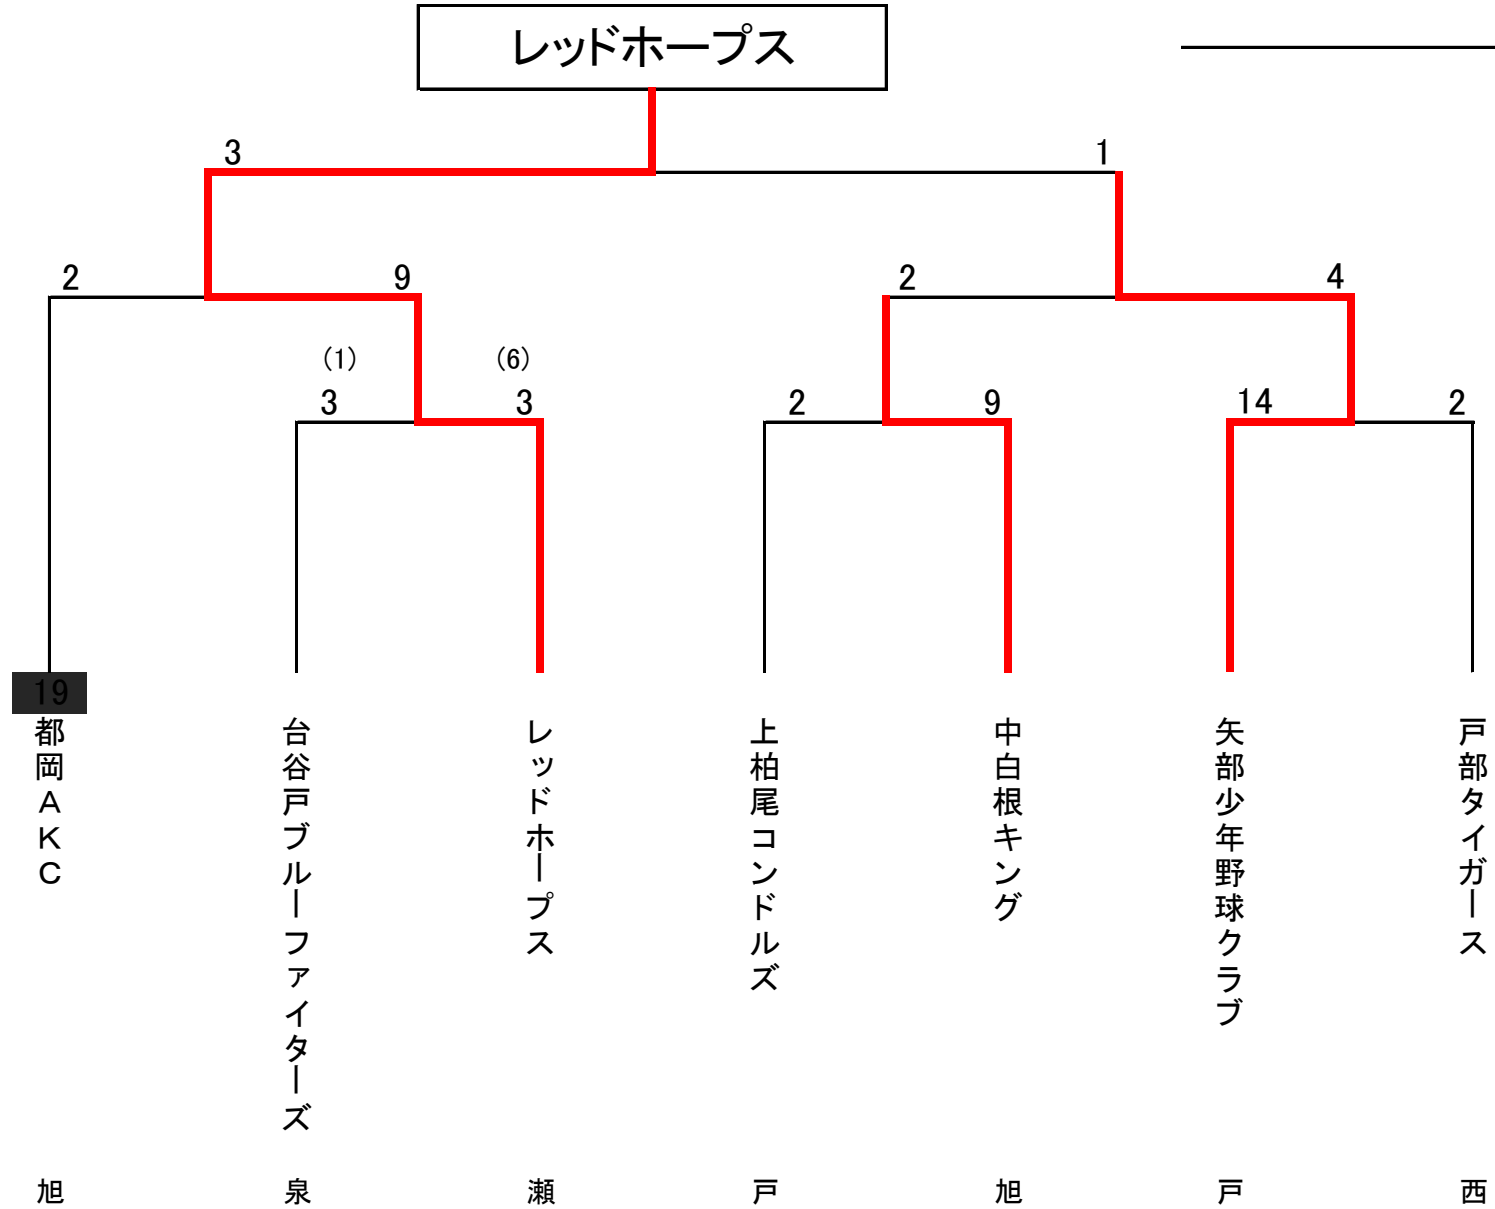 レッドホープス
3 1
2 9 2 4
(1) (6)
3 3 2 9 14 2
19
都岡AKC
台谷戸ブルーファイターズ
レッドホープス
上柏尾コンドルズ
中白根キング
矢部少年野球クラブ
戸部タイガース
旭 泉 瀬 戸 旭 戸 西